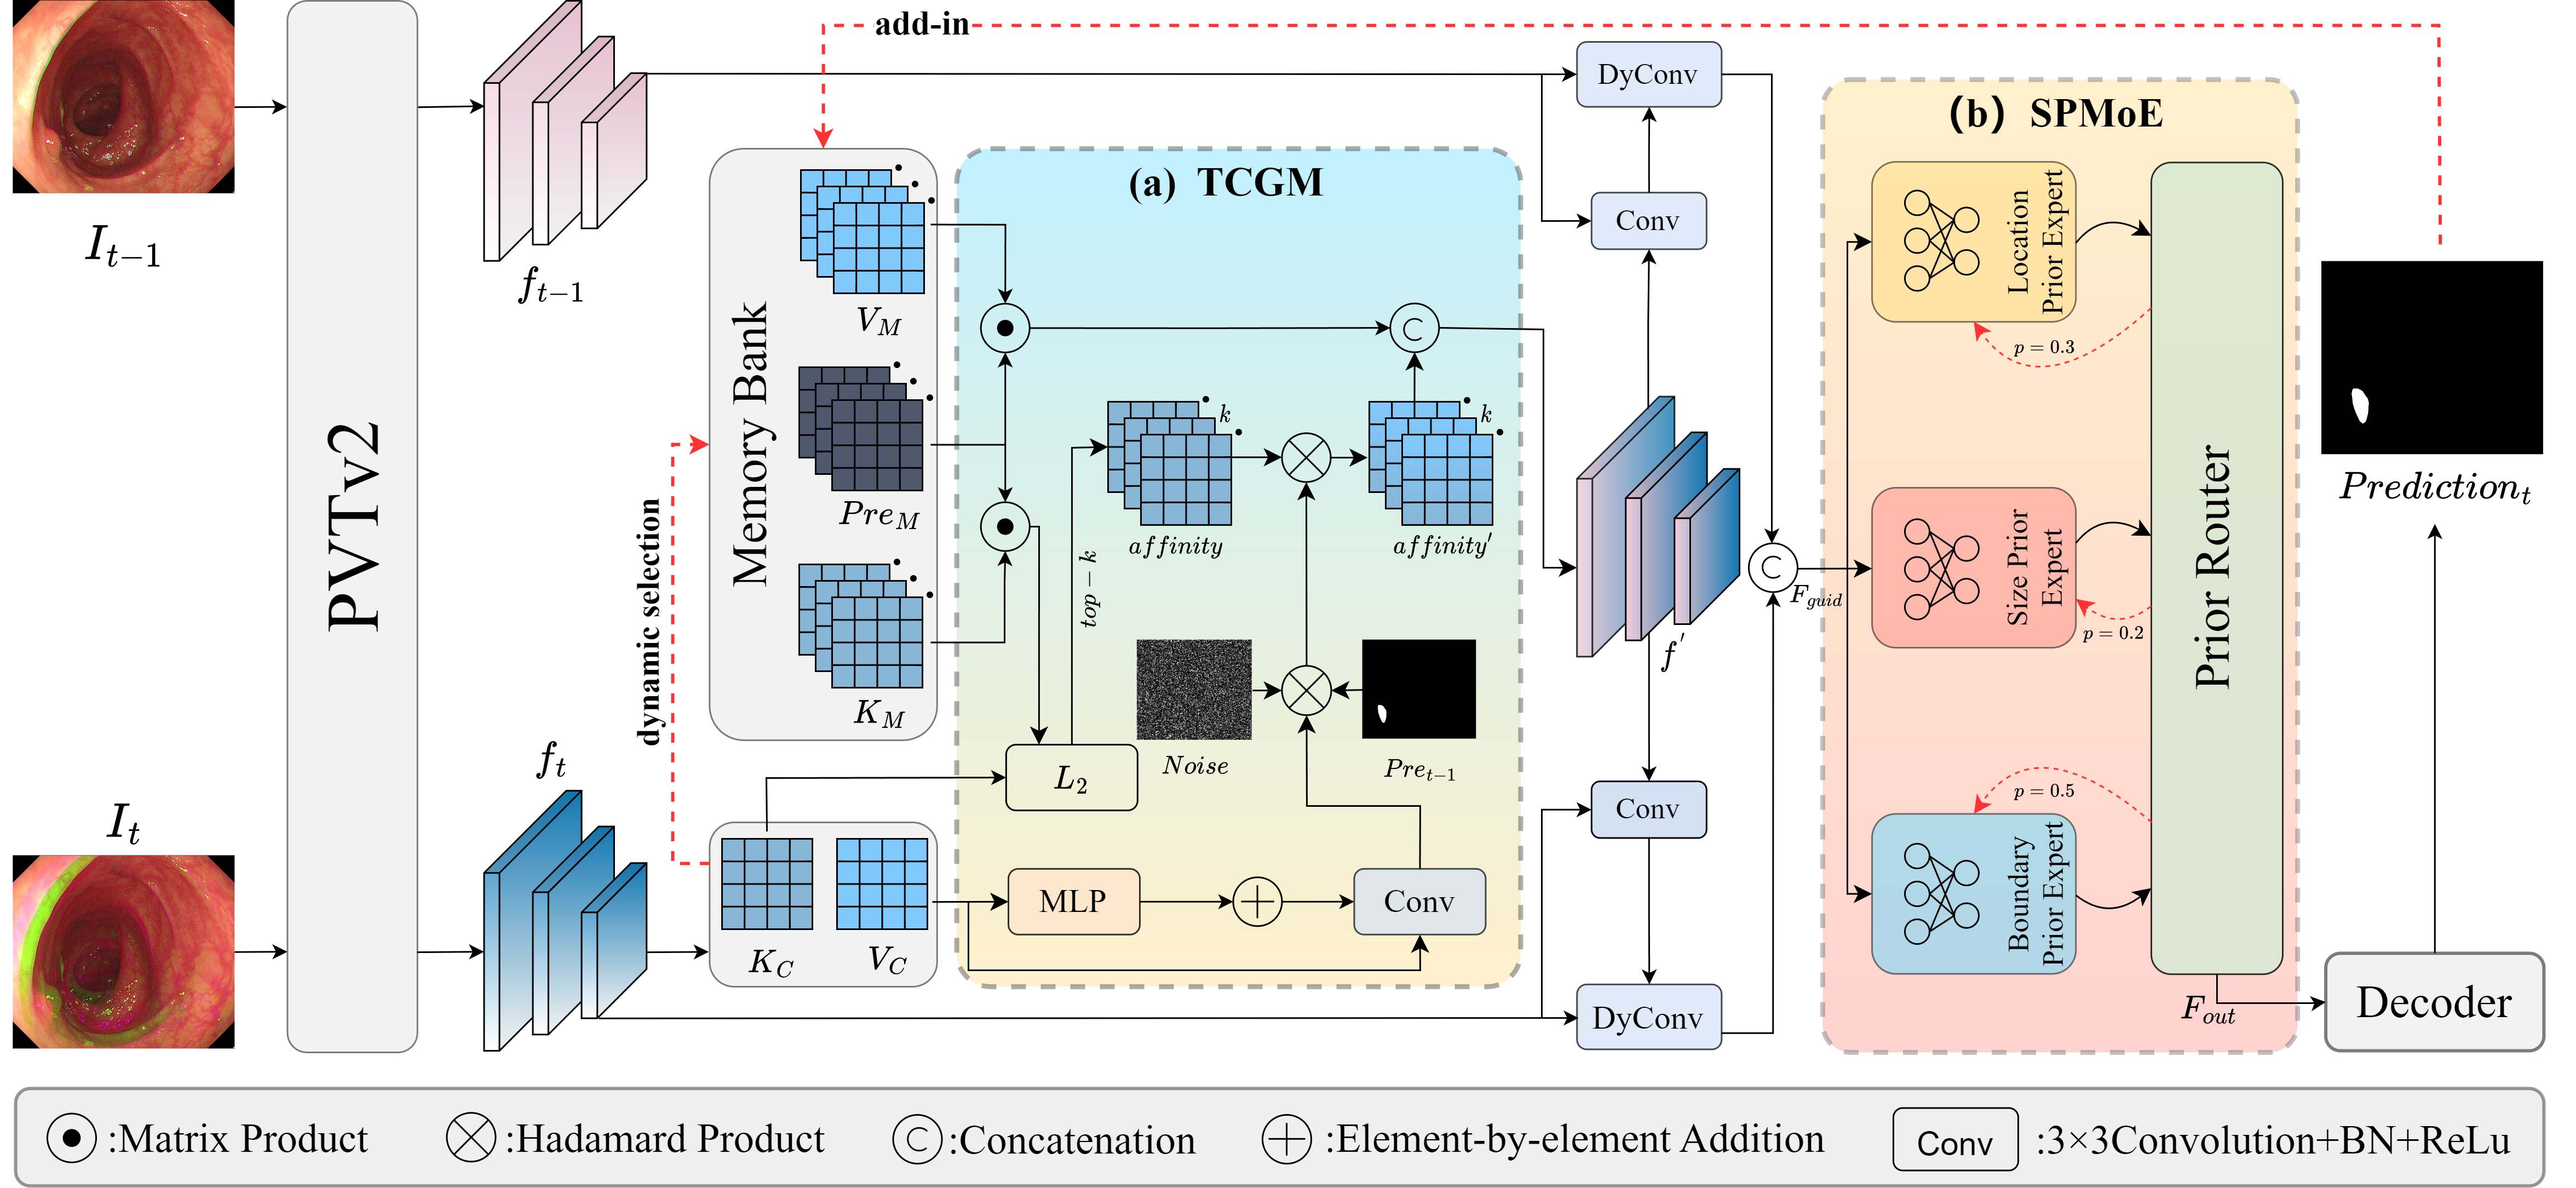 add-in
I_{t-1}
PVTv2
f_{t-1}
DyConv
(b) SPMoE
(a) TCGM
Memory Bank
V_M
Pre_M
K_M
Conv
C
Location
Prior Expert
p = 0.3
Prior Router
Prediction_t
dynamic selection
k
k
affinity
affinity'
top − k
f'
C
F_{guid}
Size Prior
Expert
p = 0.2
Noise
Pre_{t-1}
f_t
I_t
L_2
Conv
p = 0.5
Boundary
Prior Expert
K_C
V_C
MLP
Conv
DyConv
F_{out}
Decoder
:Matrix Product
:Hadamard Product
C :Concatenation
:Element-by-element Addition
Conv :3×3Convolution+BN+ReLu